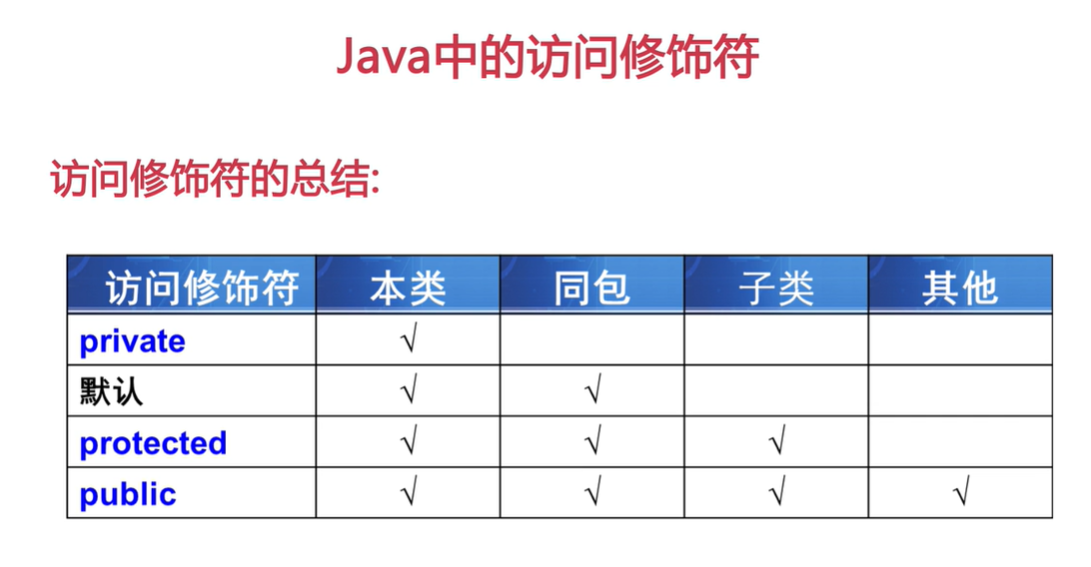 Java中的访问修饰符
访问修饰符的总结:
访问修饰符 本类 同包 子类 其他
private √
默认 √ √
protected √ √ √
public √ √ √ √